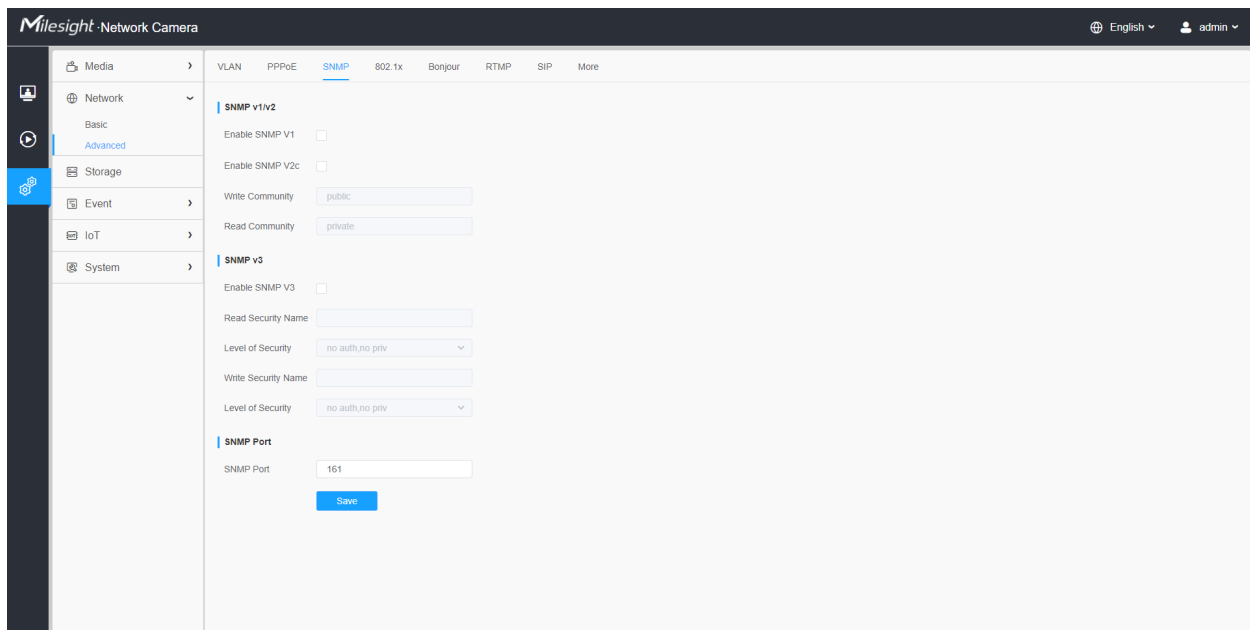 Milesight ·Network Camera
English
admin
Media
Network
Basic
Advanced
Storage
Event
IoT
System
VLAN PPPoE SNMP 802.1x Bonjour RTMP SIP More
SNMP v1/v2
Enable SNMP V1
Enable SNMP V2c
Write Community public
Read Community private
SNMP v3
Enable SNMP V3
Read Security Name
Level of Security no auth,no priv
Write Security Name
Level of Security no auth,no priv
SNMP Port
SNMP Port 161
Save